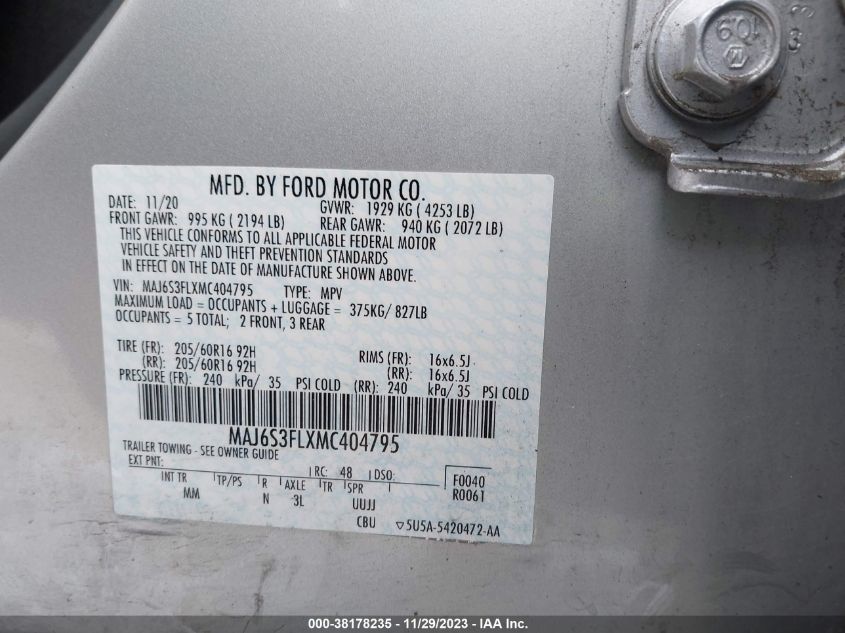 10.9
MFD. BY FORD MOTOR CO.
DATE: 11/20 GVWR: 1929 KG ( 4253 LB)
FRONT GAWR: 995 KG ( 2194 LB) REAR GAWR: 940 KG ( 2072 LB)
THIS VEHICLE CONFORMS TO ALL APPLICABLE FEDERAL MOTOR
VEHICLE SAFETY AND THEFT PREVENTION STANDARDS
IN EFFECT ON THE DATE OF MANUFACTURE SHOWN ABOVE.
VIN: MAJ6S3FLXMC404795 TYPE: MPV
MAXIMUM LOAD = OCCUPANTS + LUGGAGE = 375KG/ 827LB
OCCUPANTS = 5 TOTAL; 2 FRONT, 3 REAR
TIRE (FR): 205/60R16 92H RIMS (FR): 16x6.5J
(RR): 205/60R16 92H (RR): 16x6.5J
PRESSURE (FR): 240 kPa/ 35 PSI COLD (RR): 240 kPa/ 35 PSI COLD
MAJ6S3FLXMC404795
TRAILER TOWING - SEE OWNER GUIDE
EXT PNT: RC: 48 DSO: F0040
INT TR TP/PS R AXLE TR SPR R0061
MM N 3L UUJJ
CBU 5U5A-5420472-AA
000-38178235 - 11/29/2023 - IAA